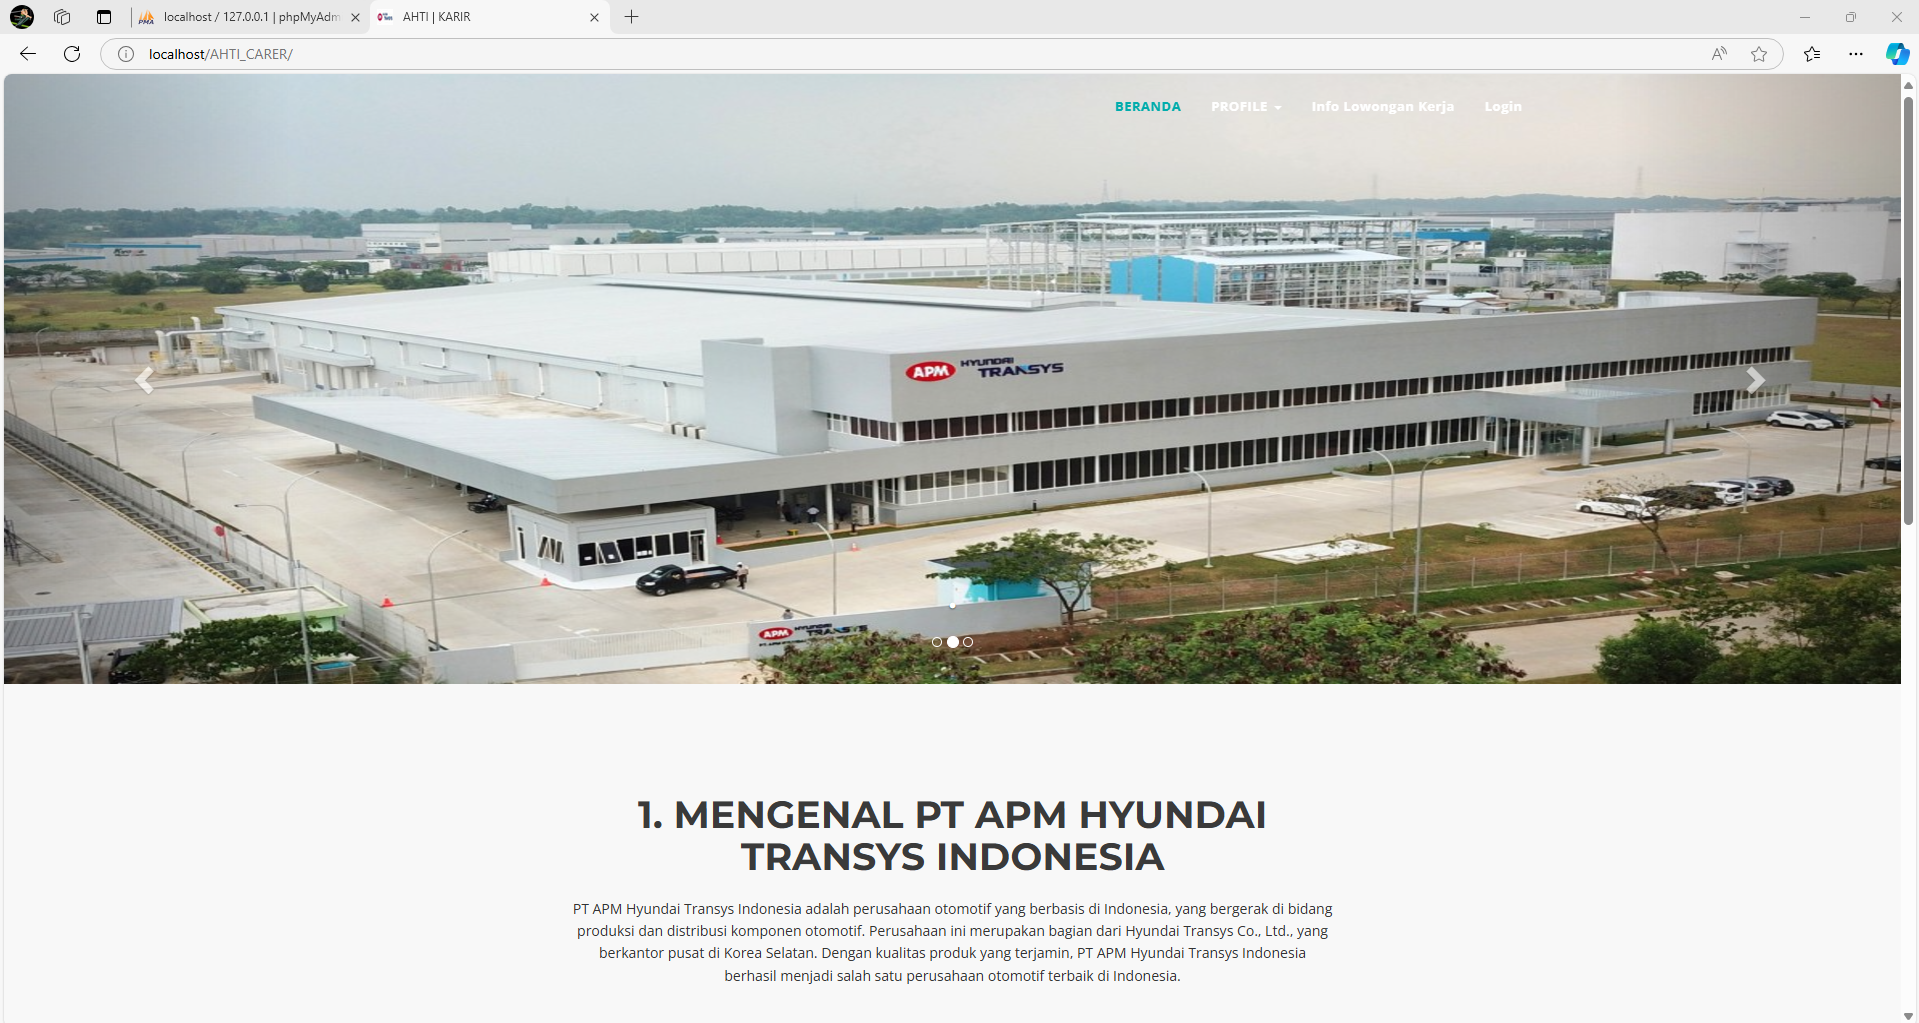 localhost / 127.0.0.1 | phpMyAdm
AHTI | KARIR
localhost/AHTI_CARER/
BERANDA
PROFILE
Info Lowongan Kerja
Login
APM HYUNDAI
TRANSYS
APM HYUNDAI
TRANSYS
1. MENGENAL PT APM HYUNDAI
TRANSYS INDONESIA
PT APM Hyundai Transys Indonesia adalah perusahaan otomotif yang berbasis di Indonesia, yang bergerak di bidang
produksi dan distribusi komponen otomotif. Perusahaan ini merupakan bagian dari Hyundai Transys Co., Ltd., yang
berkantor pusat di Korea Selatan. Dengan kualitas produk yang terjamin, PT APM Hyundai Transys Indonesia
berhasil menjadi salah satu perusahaan otomotif terbaik di Indonesia.